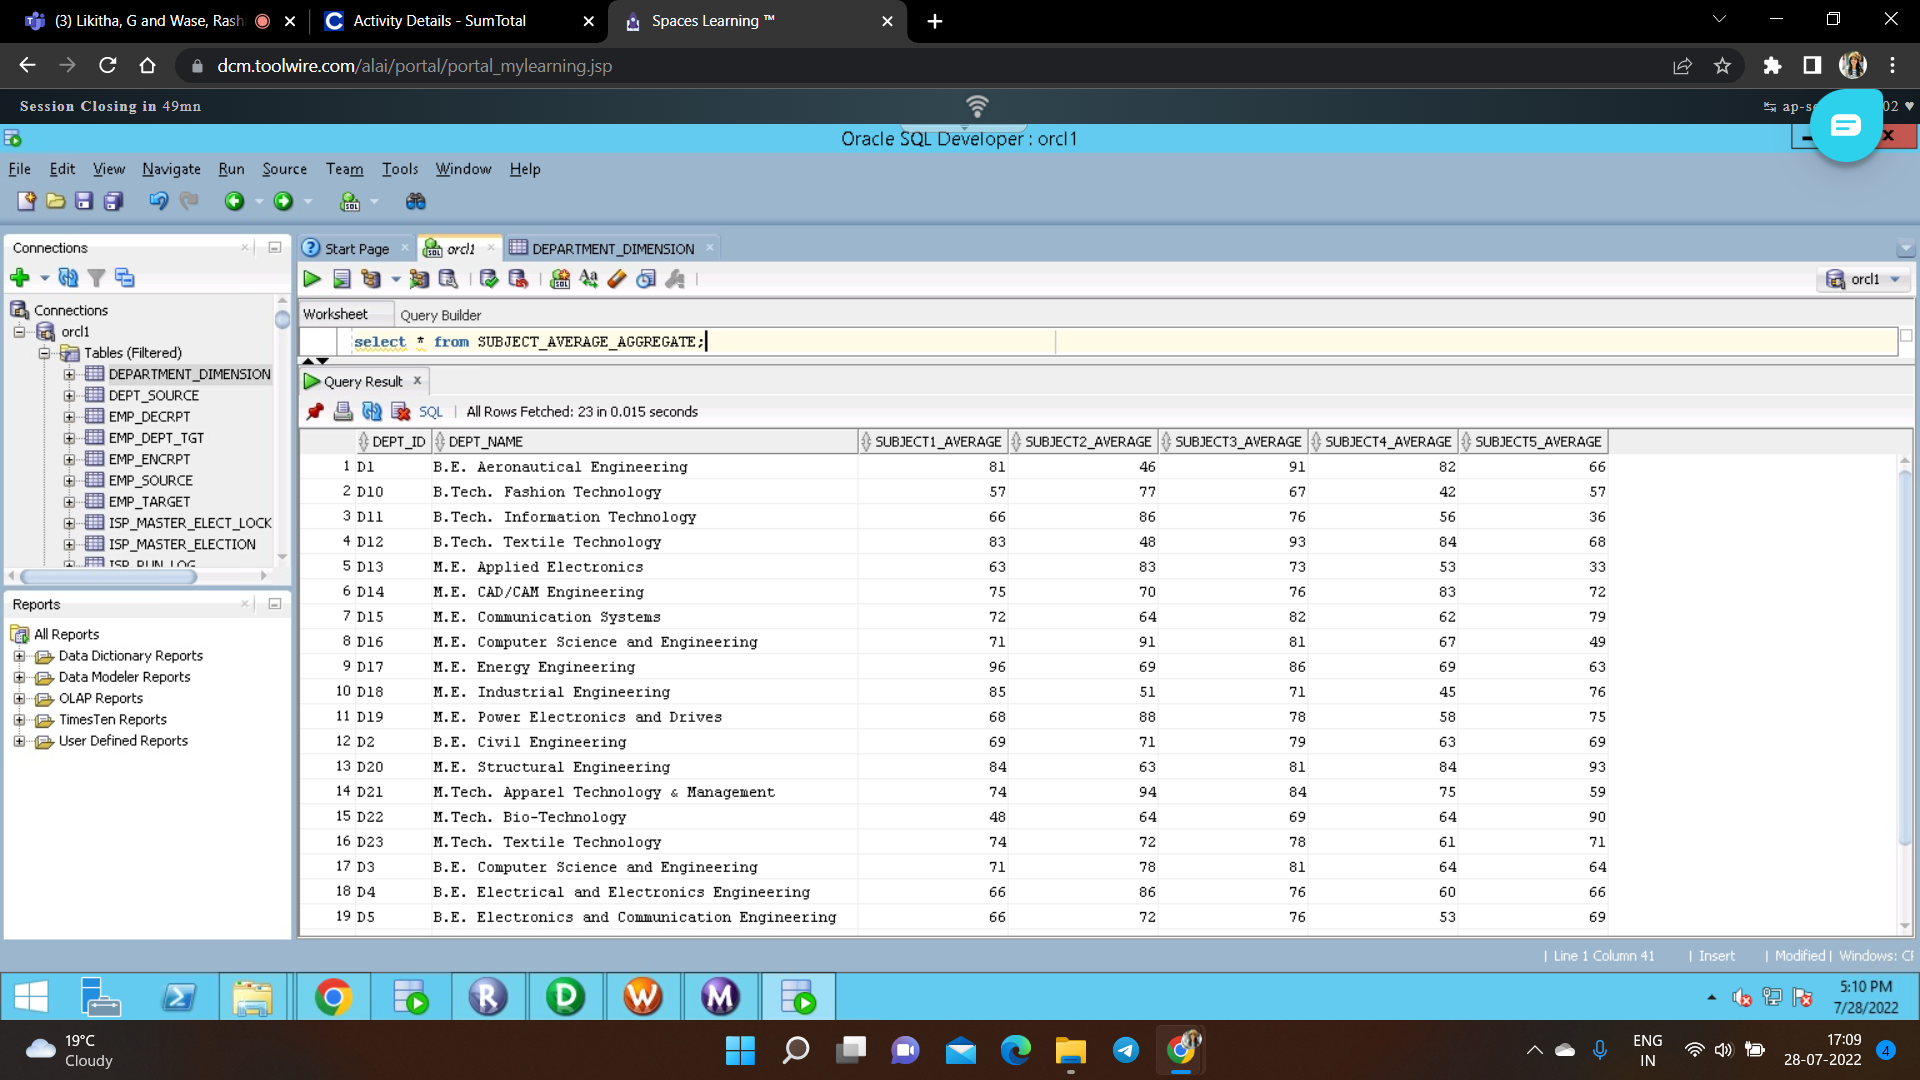 (3) Likitha, G and Wase, Rash
Activity Details - SumTotal
Spaces Learning ™
dcm.toolwire.com/alai/portal/portal_mylearning.jsp
Session Closing in 49mn
02
Oracle SQL Developer : orcl1
File Edit View Navigate Run Source Team Tools Window Help
Connections
Start Page
orcl1
DEPARTMENT_DIMENSION
orcl1
Connections
orcl1
Tables (Filtered)
DEPARTMENT_DIMENSION
DEPT_SOURCE
EMP_DECRPT
EMP_DEPT_TGT
EMP_ENCRPT
EMP_SOURCE
EMP_TARGET
ISP_MASTER_ELECT_LOCK
ISP_MASTER_ELECTION
ISP_RUN_LOG
Reports
All Reports
Data Dictionary Reports
Data Modeler Reports
OLAP Reports
TimesTen Reports
User Defined Reports
Worksheet Query Builder
select * from SUBJECT_AVERAGE_AGGREGATE;
Query Result
SQL | All Rows Fetched: 23 in 0.015 seconds
DEPT_ID DEPT_NAME SUBJECT1_AVERAGE SUBJECT2_AVERAGE SUBJECT3_AVERAGE SUBJECT4_AVERAGE SUBJECT5_AVERAGE
1 D1 B.E. Aeronautical Engineering 81 46 91 82 66
2 D10 B.Tech. Fashion Technology 57 77 67 42 57
3 D11 B.Tech. Information Technology 66 86 76 56 36
4 D12 B.Tech. Textile Technology 83 48 93 84 68
5 D13 M.E. Applied Electronics 63 83 73 53 33
6 D14 M.E. CAD/CAM Engineering 75 70 76 83 72
7 D15 M.E. Communication Systems 72 64 82 62 79
8 D16 M.E. Computer Science and Engineering 71 91 81 67 49
9 D17 M.E. Energy Engineering 96 69 86 69 63
10 D18 M.E. Industrial Engineering 85 51 71 45 76
11 D19 M.E. Power Electronics and Drives 68 88 78 58 75
12 D2 B.E. Civil Engineering 69 71 79 63 69
13 D20 M.E. Structural Engineering 84 63 81 84 93
14 D21 M.Tech. Apparel Technology & Management 74 94 84 75 59
15 D22 M.Tech. Bio-Technology 48 64 69 64 90
16 D23 M.Tech. Textile Technology 74 72 78 61 71
17 D3 B.E. Computer Science and Engineering 71 78 81 64 64
18 D4 B.E. Electrical and Electronics Engineering 66 86 76 60 66
19 D5 B.E. Electronics and Communication Engineering 66 72 76 53 69
| Line 1 Column 41 | Insert | Modified | Windows: CF
5:10 PM
7/28/2022
19°C
Cloudy
ENG
IN
17:09
28-07-2022
4